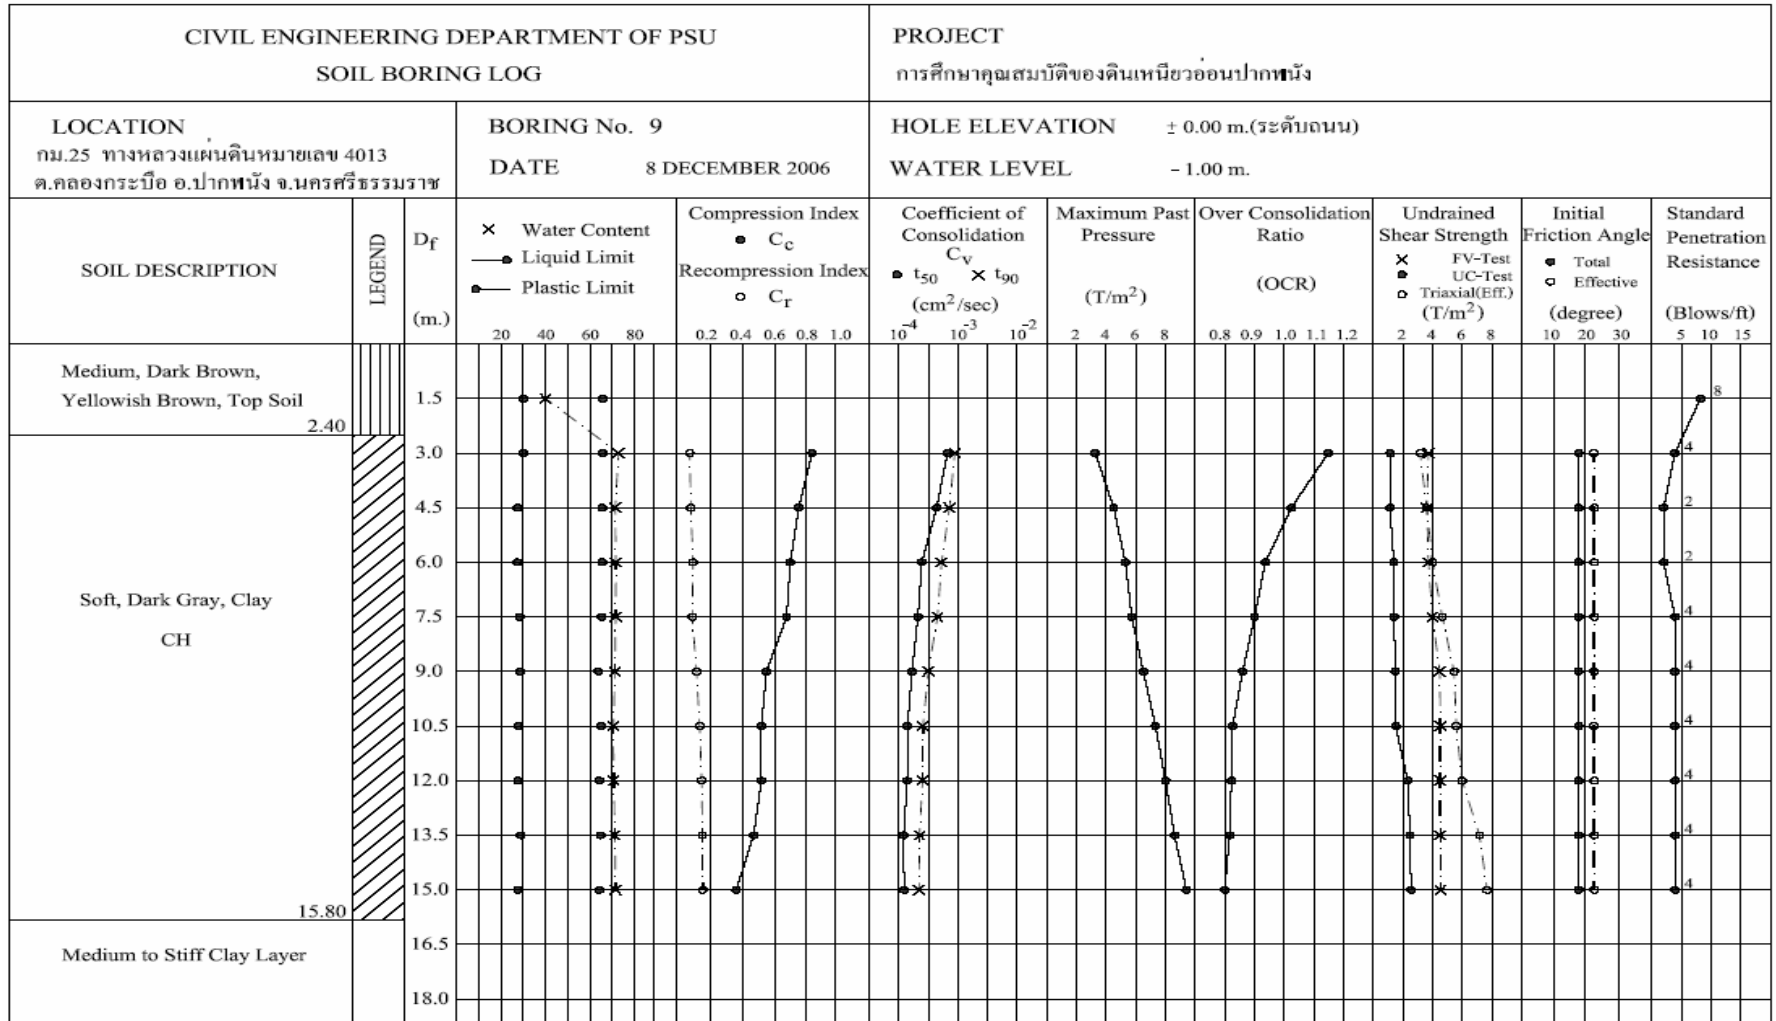 CIVIL ENGINEERING DEPARTMENT OF PSU
SOIL BORING LOG
PROJECT
การศึกษาคุณสมบัติของดินเหนียวอ่อนปากพนัง
LOCATION
กม.25 ทางหลวงแผ่นดินหมายเลข 4013
ต.คลองกระบือ อ.ปากพนัง จ.นครศรีธรรมราช
BORING No. 9
DATE 8 DECEMBER 2006
HOLE ELEVATION ± 0.00 m.(ระดับถนน)
WATER LEVEL - 1.00 m.
SOIL DESCRIPTION
LEGEND
Df
(m.)
Water Content
Liquid Limit
Plastic Limit
20 40 60 80
Compression Index
Cc
Recompression Index
Cr
0.2 0.4 0.6 0.8 1.0
Coefficient of
Consolidation
Cv
t50 t90
(cm²/sec)
10⁻⁴ 10⁻³ 10⁻²
Maximum Past
Pressure
(T/m²)
2 4 6 8
Over Consolidation
Ratio
(OCR)
0.8 0.9 1.0 1.1 1.2
Undrained
Shear Strength
FV-Test
UC-Test
Triaxial(Eff.)
(T/m²)
2 4 6 8
Initial
Friction Angle
Total
Effective
(degree)
10 20 30
Standard
Penetration
Resistance
(Blows/ft)
5 10 15
Medium, Dark Brown,
Yellowish Brown, Top Soil
2.40
Soft, Dark Gray, Clay
CH
15.80
Medium to Stiff Clay Layer
1.5
3.0
4.5
6.0
7.5
9.0
10.5
12.0
13.5
15.0
16.5
18.0
8
4
2
2
4
4
4
4
4
4